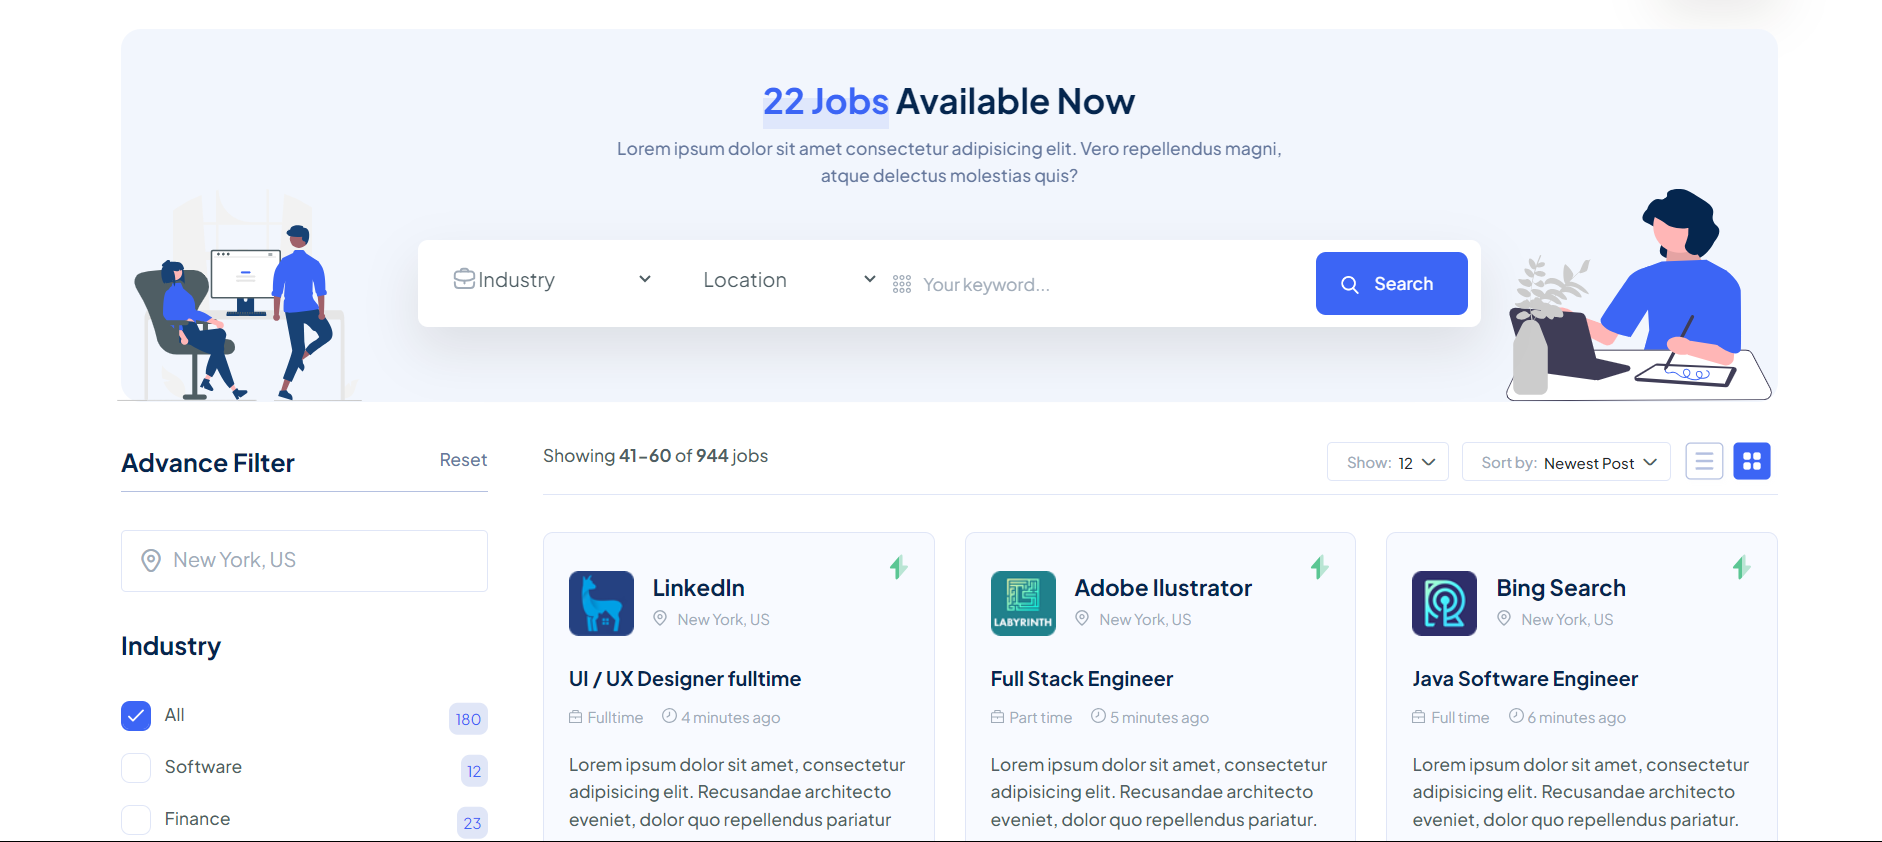 22 Jobs Available Now
Lorem ipsum dolor sit amet consectetur adipisicing elit. Vero repellendus magni,
atque delectus molestias quis?
Industry
Location
Your keyword...
Search
Advance Filter
Reset
Showing 41-60 of 944 jobs
Show: 12
Sort by: Newest Post
New York, US
Industry
All
180
Software
12
Finance
23
LinkedIn
New York, US
UI / UX Designer fulltime
Fulltime
4 minutes ago
Lorem ipsum dolor sit amet, consectetur
adipisicing elit. Recusandae architecto
eveniet, dolor quo repellendus pariatur
LABYRINTH
Adobe Ilustrator
New York, US
Full Stack Engineer
Part time
5 minutes ago
Lorem ipsum dolor sit amet, consectetur
adipisicing elit. Recusandae architecto
eveniet, dolor quo repellendus pariatur.
Bing Search
New York, US
Java Software Engineer
Full time
6 minutes ago
Lorem ipsum dolor sit amet, consectetur
adipisicing elit. Recusandae architecto
eveniet, dolor quo repellendus pariatur.